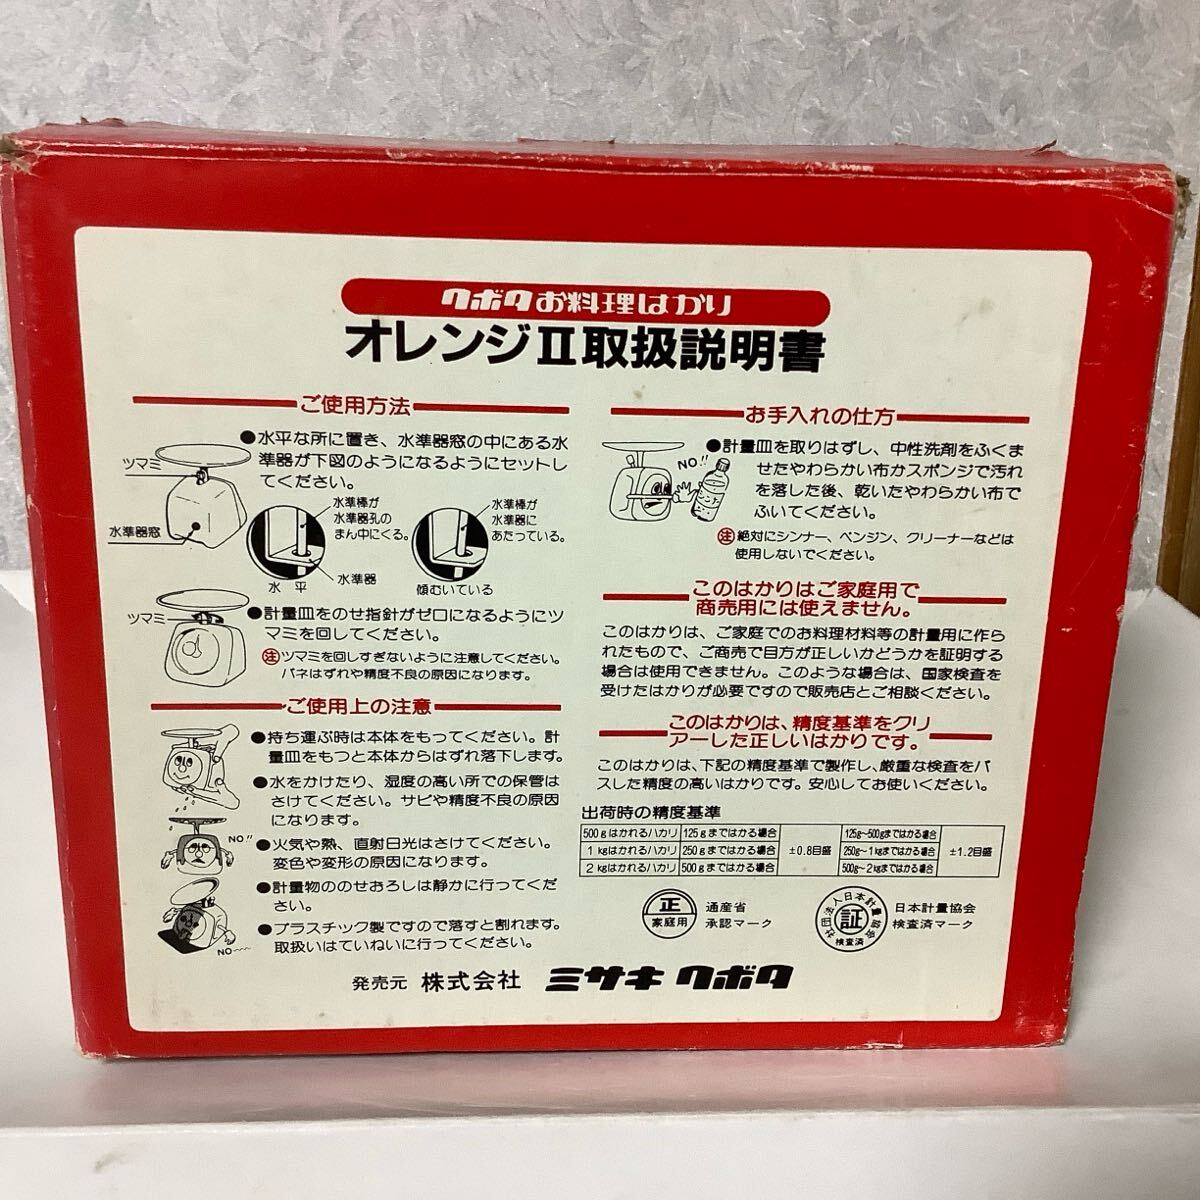 クボタお料理はかり
オレンジⅡ取扱説明書
ご使用方法
●水平な所に置き、水準器窓の中にある水
準器が下図のようになるようにセットし
てください。
ツマミ
水準器窓
水準棒が
水準器孔の
まん中にくる。
水準器
水平
水準棒が
水準器に
あたっている。
傾むいている
ツマミ
●計量皿をのせ指針がゼロになるようにツ
マミを回してください。
注ツマミを回しすぎないように注意してください。
バネはずれや精度不良の原因になります。
ご使用上の注意
●持ち運ぶ時は本体をもってください。計
量皿をもつと本体からはずれ落下します。
●水をかけたり、湿度の高い所での保管は
さけてください。サビや精度不良の原因
になります。
NO!!
●火気や熱、直射日光はさけてください。
変色や変形の原因になります。
●計量物ののせおろしは静かに行ってくだ
さい。
●プラスチック製ですので落すと割れます。
取扱いはていねいに行ってください。
NO〜
お手入れの仕方
NO!!
●計量皿を取りはずし、中性洗剤をふくま
せたやわらかい布かスポンジで汚れ
を落した後、乾いたやわらかい布で
ふいてください。
注絶対にシンナー、ベンジン、クリーナーなどは
使用しないでください。
このはかりはご家庭用で
商売用には使えません。
このはかりは、ご家庭でのお料理材料等の計量用に作ら
れたもので、ご商売で目方が正しいかどうかを証明する
場合は使用できません。このような場合は、国家検査を
受けたはかりが必要ですので販売店とご相談ください。
このはかりは、精度基準をクリ
アーした正しいはかりです。
このはかりは、下記の精度基準で製作し、厳重な検査をパ
スした精度の高いはかりです。安心してお使いください。
出荷時の精度基準
500gはかれるハカリ 125gまではかる場合 ±0.8目盛 125g〜500gまではかる場合 ±1.2目盛
1kgはかれるハカリ 250gまではかる場合 250g〜1kgまではかる場合
2kgはかれるハカリ 500gまではかる場合 500g〜2kgまではかる場合
正
家庭用
通産省
承認マーク
社団法人日本計量協会
証
検査済
日本計量協会
検査済マーク
発売元 株式会社 ミサキ クボタ